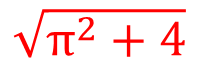 √(π² + 4)